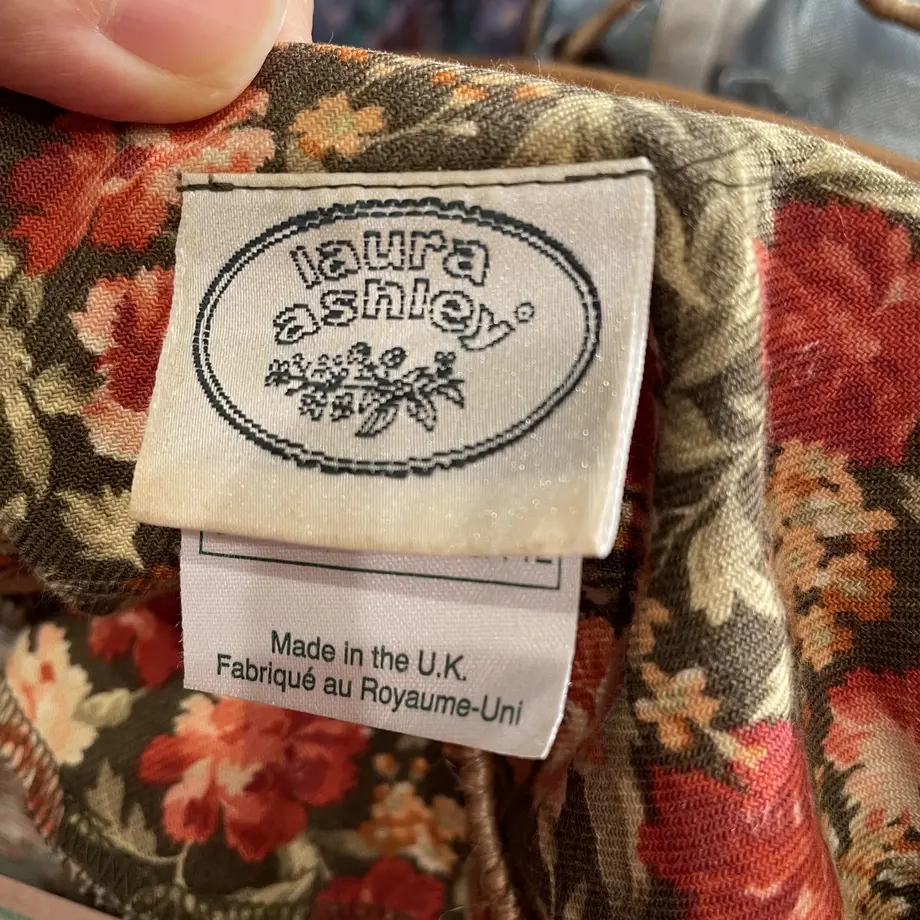 laura
ashley®
Made in the U.K.
Fabriqué au Royaume-Uni